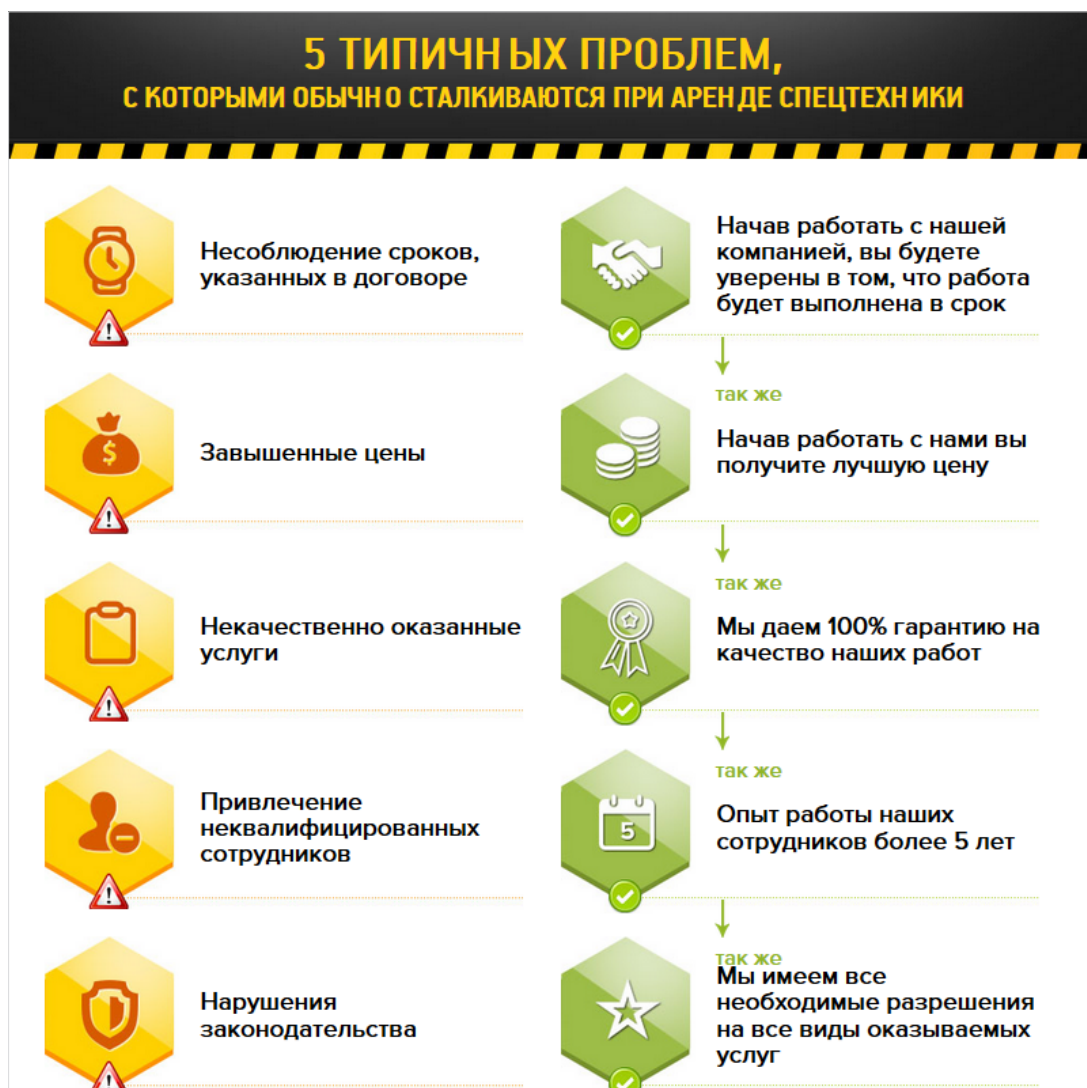 5 ТИПИЧНЫХ ПРОБЛЕМ,
С КОТОРЫМИ ОБЫЧНО СТАЛКИВАЮТСЯ ПРИ АРЕНДЕ СПЕЦТЕХНИКИ
Несоблюдение сроков,
указанных в договоре
Начав работать с нашей
компанией, вы будете
уверены в том, что работа
будет выполнена в срок
так же
$
Завышенные цены
Начав работать с нами вы
получите лучшую цену
так же
Некачественно оказанные
услуги
Мы даем 100% гарантию на
качество наших работ
так же
Привлечение
неквалифицированных
сотрудников
5
Опыт работы наших
сотрудников более 5 лет
так же
Нарушения
законодательства
Мы имеем все
необходимые разрешения
на все виды оказываемых
услуг